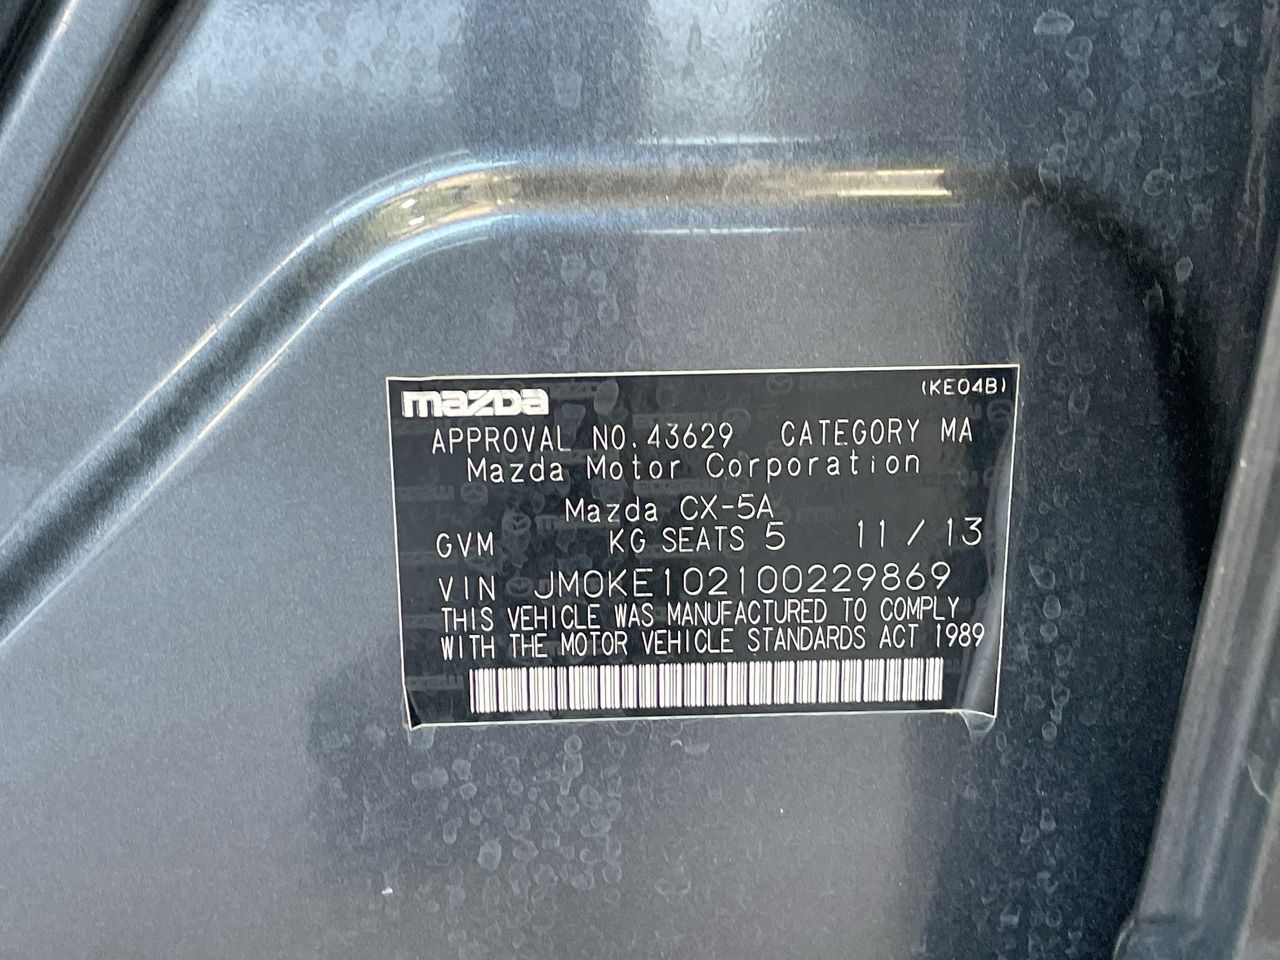 mazda (KE04B)
APPROVAL NO. 43629 CATEGORY MA
Mazda Motor Corporation
Mazda CX-5A
GVM KG SEATS 5 11 / 13
VIN JM0KE102100229869
THIS VEHICLE WAS MANUFACTURED TO COMPLY
WITH THE MOTOR VEHICLE STANDARDS ACT 1989